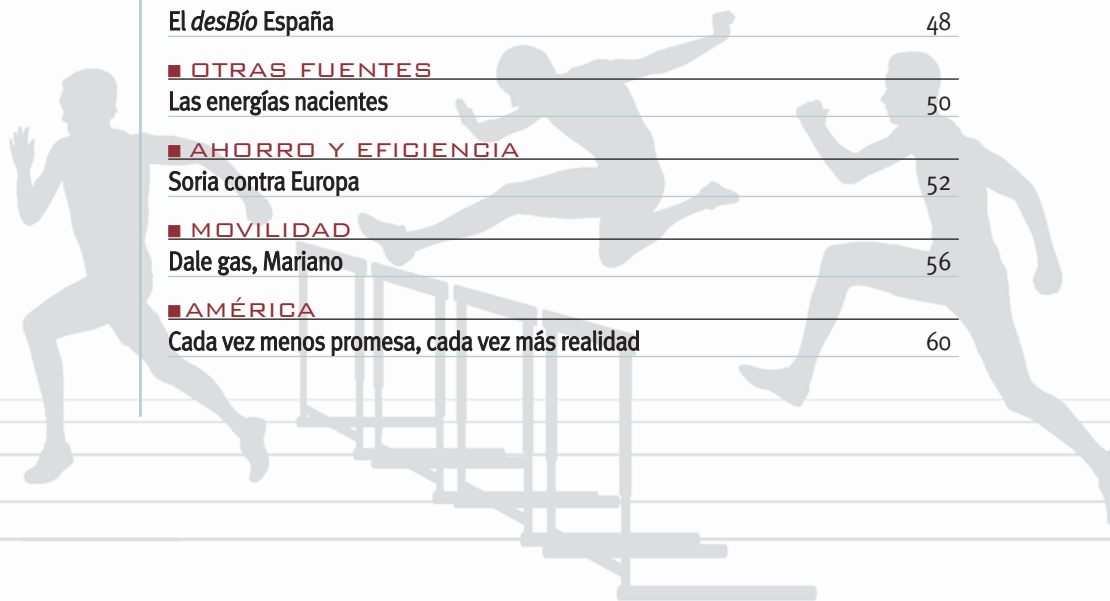 El desBío España 48
■ OTRAS FUENTES
Las energías nacientes 50
■ AHORRO Y EFICIENCIA
Soria contra Europa 52
■ MOVILIDAD
Dale gas, Mariano 56
■ AMÉRICA
Cada vez menos promesa, cada vez más realidad 60